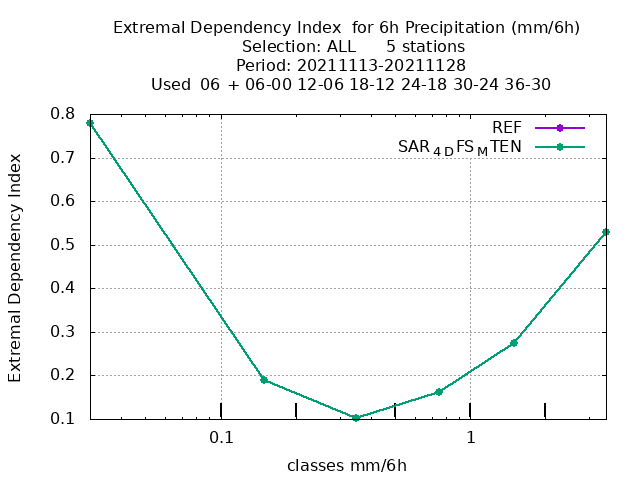 Extremal Dependency Index  for 6h Precipitation (mm/6h)
Selection: ALL      5 stations
Period: 20211113-20211128
Used  06 + 06-00 12-06 18-12 24-18 30-24 36-30
REF
SAR4DFSMTEN
0.8
0.7
0.6
0.5
0.4
0.3
0.2
0.1
Extremal Dependency Index
0.1
1
classes mm/6h